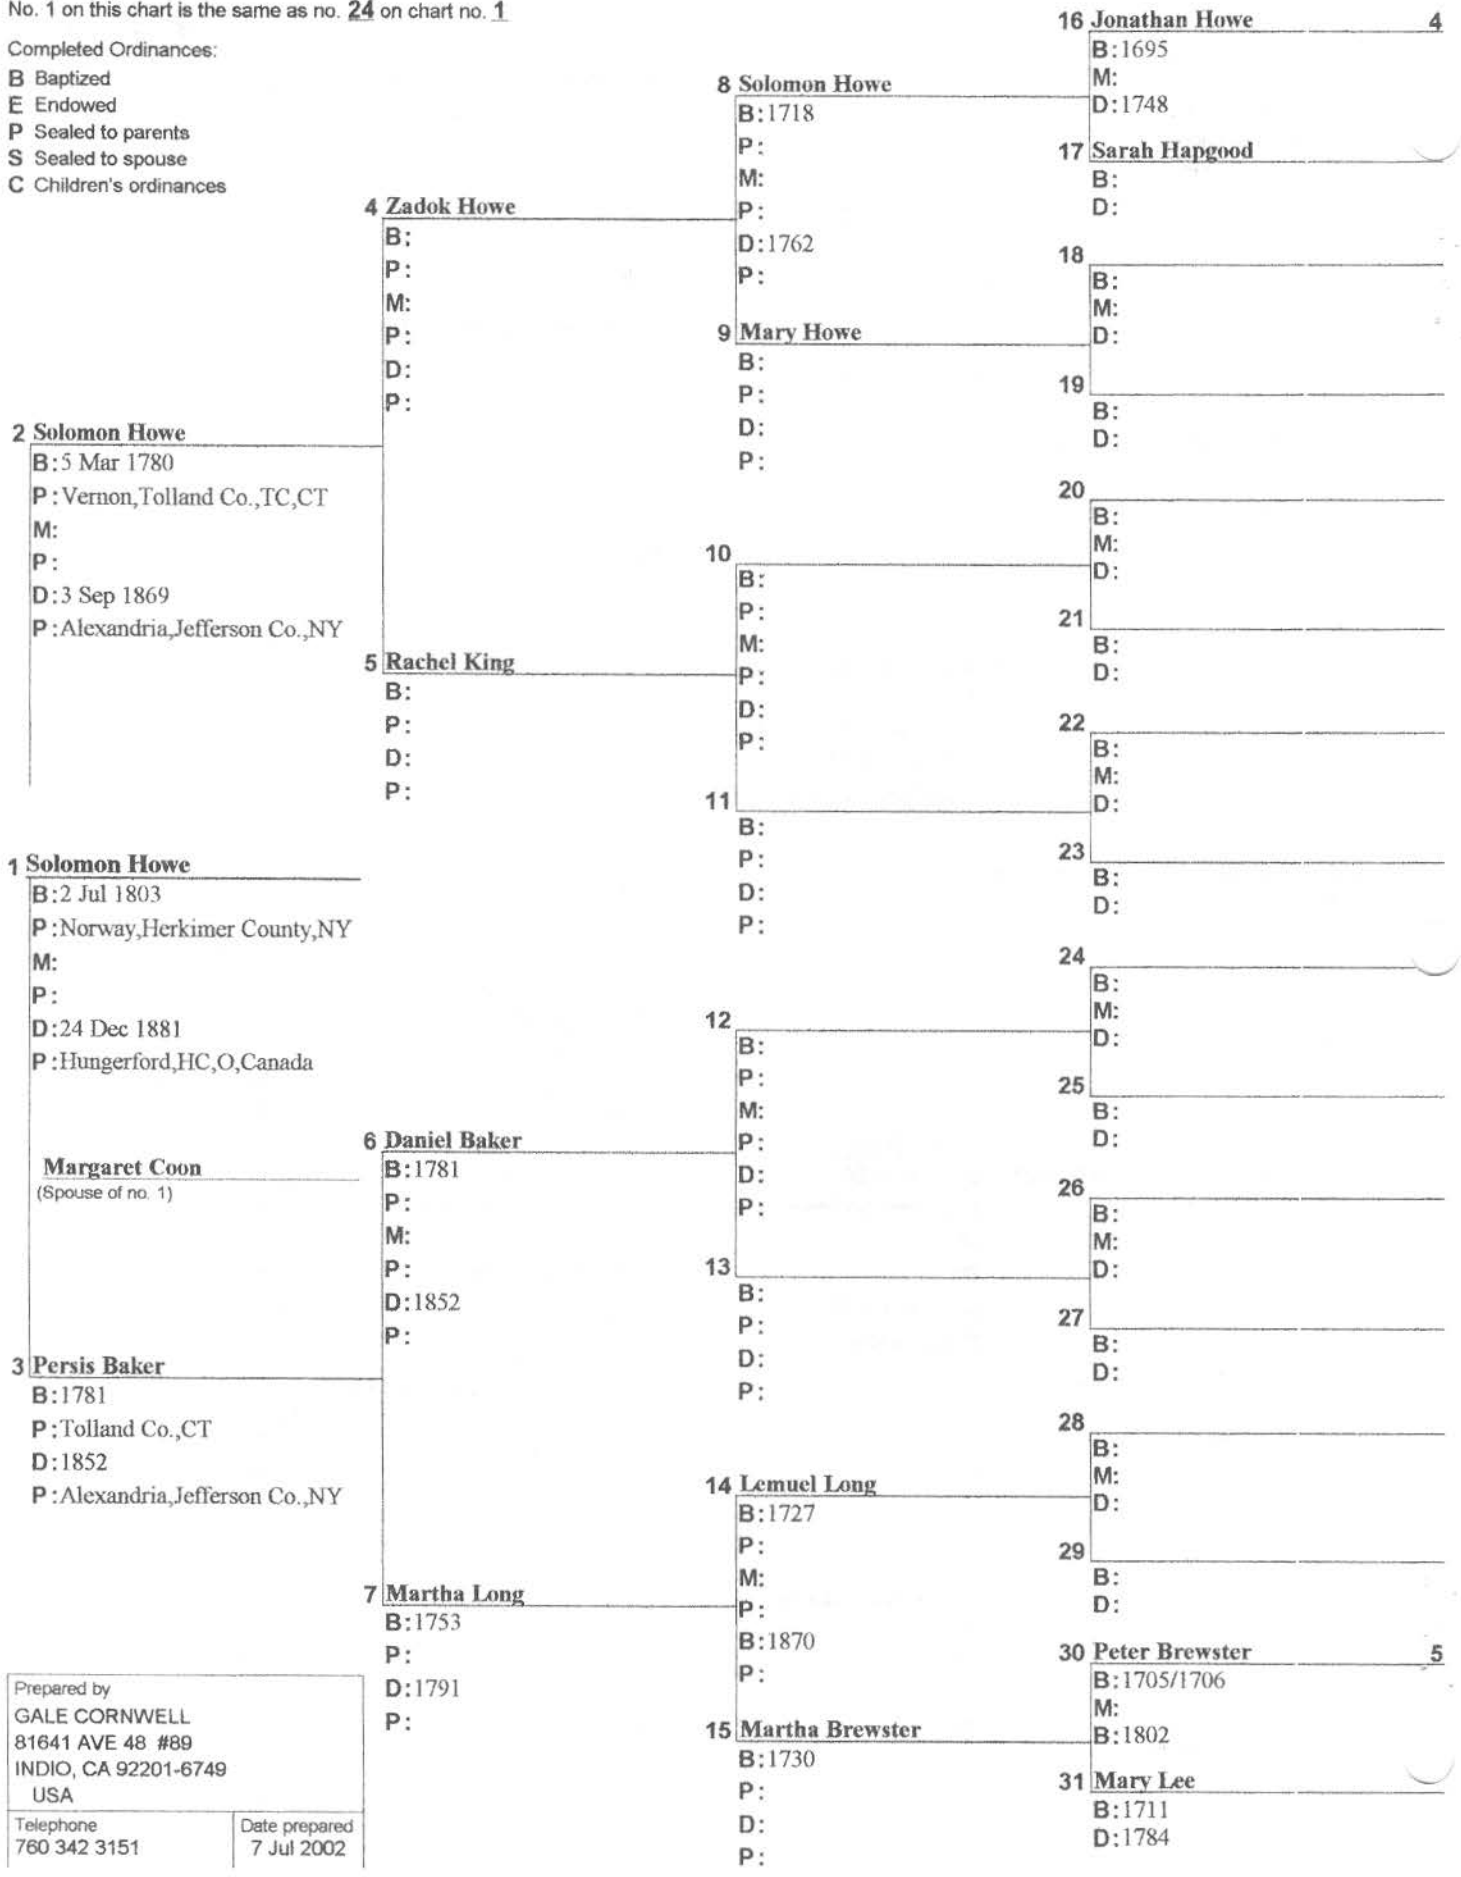 No. 1 on this chart is the same as no. 24 on chart no. 1
Completed Ordinances:
B Baptized
E Endowed
P Sealed to parents
S Sealed to spouse
C Children's ordinances
2 Solomon Howe
B:5 Mar 1780
P:Vernon,Tolland Co.,TC,CT
M:
P:
D:3 Sep 1869
P:Alexandria,Jefferson Co.,NY
1 Solomon Howe
B:2 Jul 1803
P:Norway,Herkimer County,NY
M:
P:
D:24 Dec 1881
P:Hungerford,HC,O,Canada
Margaret Coon
(Spouse of no. 1)
3 Persis Baker
B:1781
P:Tolland Co.,CT
D:1852
P:Alexandria,Jefferson Co.,NY
Prepared by
GALE CORNWELL
81641 AVE 48 #89
INDIO, CA 92201-6749
USA
Telephone
760 342 3151
Date prepared
7 Jul 2002
4 Zadok Howe
B:
P:
M:
P:
D:
P:
5 Rachel King
B:
P:
D:
P:
6 Daniel Baker
B:1781
P:
M:
P:
D:1852
P:
7 Martha Long
B:1753
P:
D:1791
P:
8 Solomon Howe
B:1718
P:
M:
P:
D:1762
P:
9 Mary Howe
B:
P:
D:
P:
10
B:
P:
M:
P:
D:
P:
11
B:
P:
D:
P:
12
B:
P:
M:
P:
D:
P:
13
B:
P:
D:
P:
14 Lemuel Long
B:1727
P:
M:
P:
B:1870
P:
15 Martha Brewster
B:1730
P:
D:
P:
16 Jonathan Howe 4
B:1695
M:
D:1748
17 Sarah Hapgood
B:
D:
18
B:
M:
D:
19
B:
D:
20
B:
M:
D:
21
B:
D:
22
B:
M:
D:
23
B:
D:
24
B:
M:
D:
25
B:
D:
26
B:
M:
D:
27
B:
D:
28
B:
M:
D:
29
B:
D:
30 Peter Brewster 5
B:1705/1706
M:
B:1802
31 Mary Lee
B:1711
D:1784